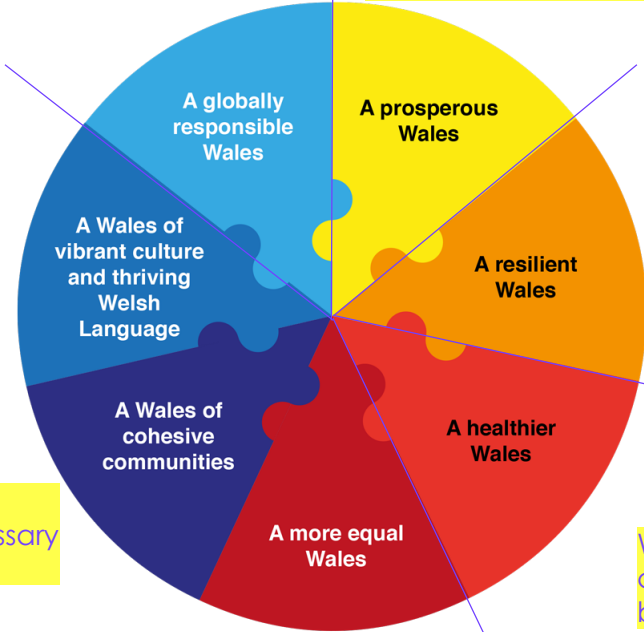 A globally
responsible
Wales
A prosperous
Wales
A resilient
Wales
A healthier
Wales
A more equal
Wales
A Wales of
cohesive
communities
A Wales of
vibrant culture
and thriving
Welsh
Language